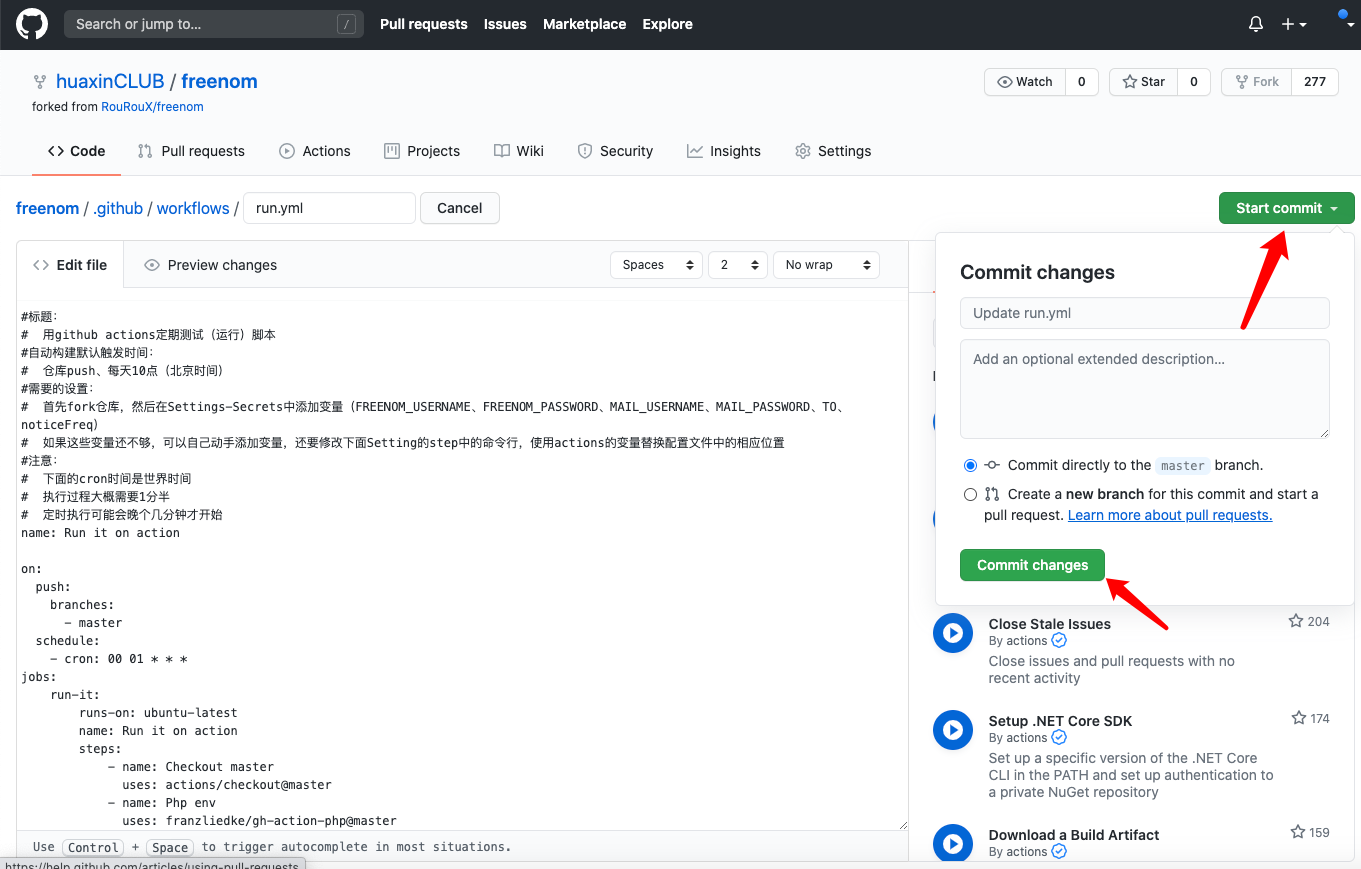 Search or jump to… /
Pull requests Issues Marketplace Explore
huaxinCLUB / freenom
forked from RouRouX/freenom
Watch 0 Star 0 Fork 277
Code Pull requests Actions Projects Wiki Security Insights Settings
freenom / .github / workflows / run.yml Cancel
Start commit
Edit file Preview changes Spaces 2 No wrap
#标题：
#  用github actions定期测试（运行）脚本
#自动构建默认触发时间：
#  仓库push、每天10点（北京时间）
#需要的设置：
#  首先fork仓库，然后在Settings-Secrets中添加变量（FREENOM_USERNAME、FREENOM_PASSWORD、MAIL_USERNAME、MAIL_PASSWORD、TO、
noticeFreq）
#  如果这些变量还不够，可以自己动手添加变量，还要修改下面Setting的step中的命令行，使用actions的变量替换配置文件中的相应位置
#注意：
#  下面的cron时间是世界时间
#  执行过程大概需要1分半
#  定时执行可能会晚个几分钟才开始
name: Run it on action
on:
  push:
    branches:
      - master
  schedule:
    - cron: 00 01 * * *
jobs:
    run-it:
        runs-on: ubuntu-latest
        name: Run it on action
        steps:
            - name: Checkout master
              uses: actions/checkout@master
            - name: Php env
              uses: franzliedke/gh-action-php@master
Use Control + Space to trigger autocomplete in most situations.
https://help.github.com/articles/using-pull-requests
Commit changes
Update run.yml
Add an optional extended description…
Commit directly to the master branch.
Create a new branch for this commit and start a
pull request. Learn more about pull requests.
Commit changes
Close Stale Issues 204
By actions
Close issues and pull requests with no
recent activity
Setup .NET Core SDK 174
By actions
Set up a specific version of the .NET Core
CLI in the PATH and set up authentication to
a private NuGet repository
Download a Build Artifact 159
By actions